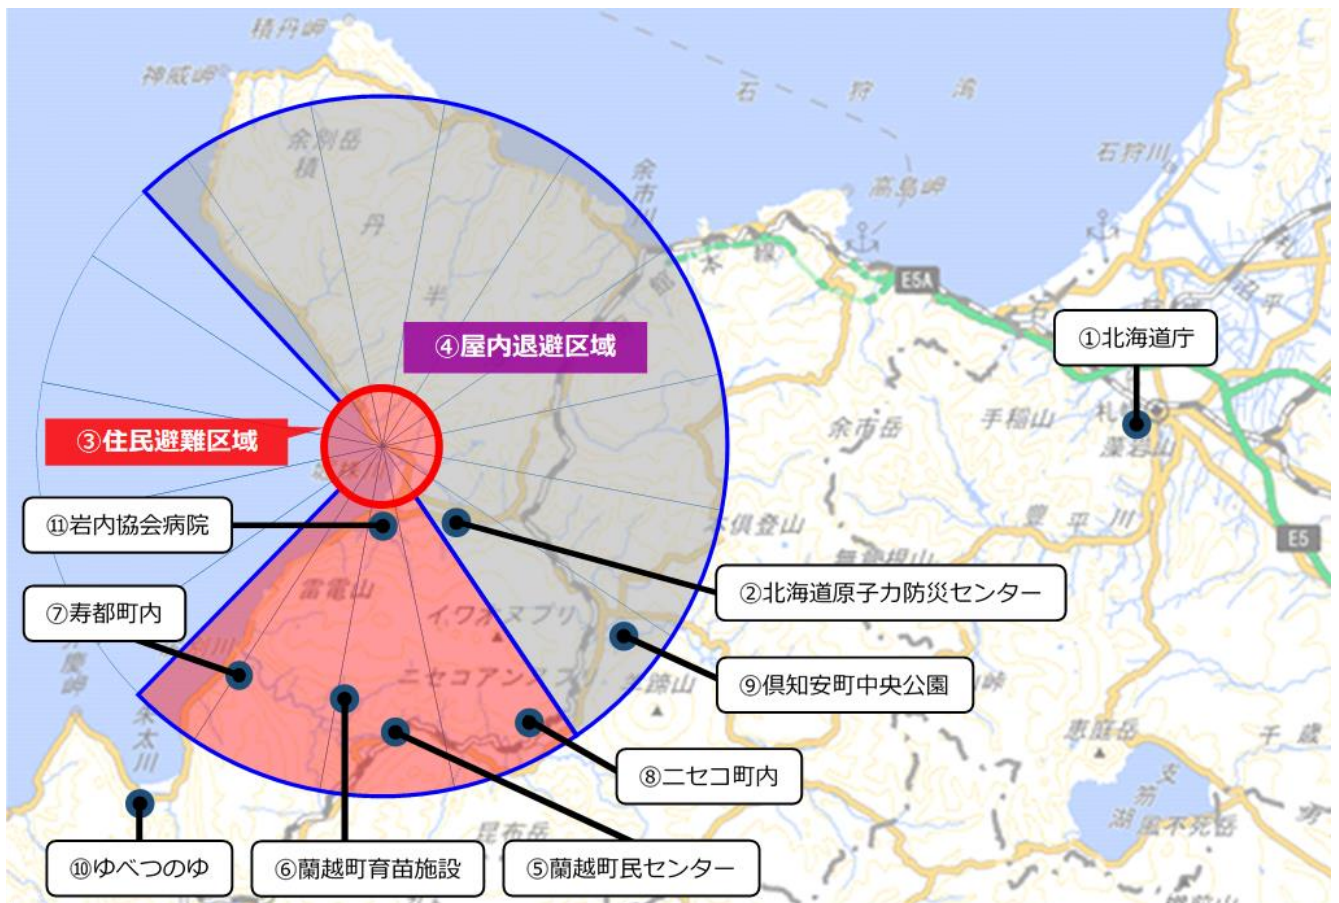 積丹岬
神威岬
石狩湾
余別岳
積
丹
半
余市川
高島岬
石狩川
E5A
④屋内退避区域
①北海道庁
手稲山
札
藻岩山
余市岳
③住民避難区域
⑪岩内協会病院
豊平川
E5
無意根山
雷電山
イワオヌプリ
②北海道原子力防災センター
⑦寿都町内
ニセコアンヌプリ
⑨倶知安町中央公園
朱太川
恵庭岳
千歳
⑧ニセコ町内
支笏湖
風不死岳
昆布岳
⑩ゆべつのゆ
⑥蘭越町育苗施設
⑤蘭越町民センター